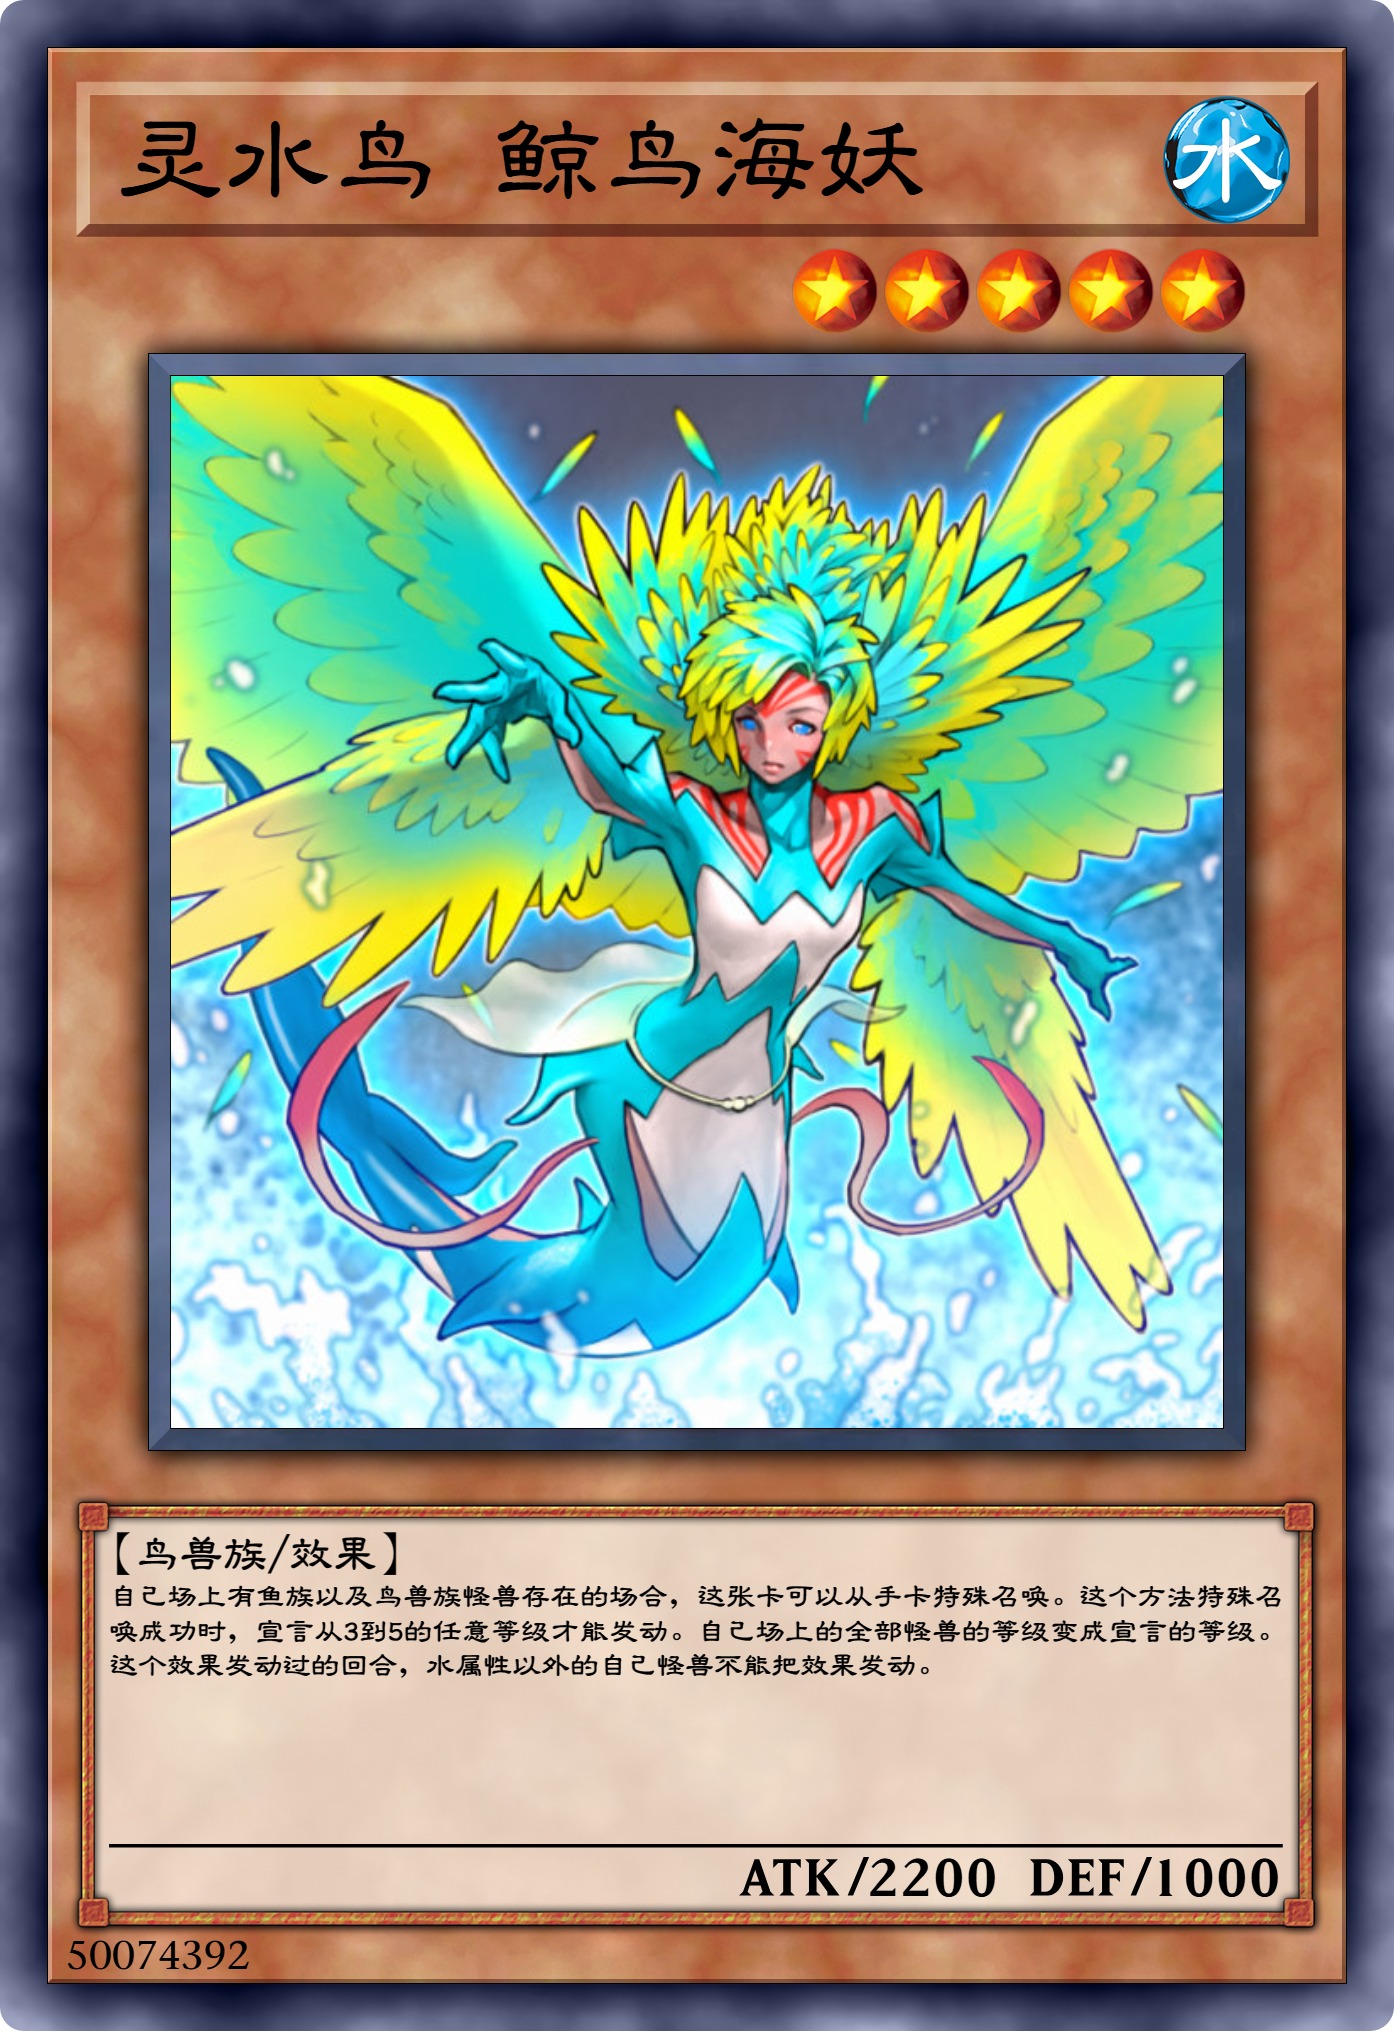 灵水鸟 鲸鸟海妖
水
【鸟兽族/效果】
自己场上有鱼族以及鸟兽族怪兽存在的场合，这张卡可以从手卡特殊召唤。这个方法特殊召
唤成功时，宣言从3到5的任意等级才能发动。自己场上的全部怪兽的等级变成宣言的等级。
这个效果发动过的回合，水属性以外的自己怪兽不能把效果发动。
ATK/2200 DEF/1000
50074392